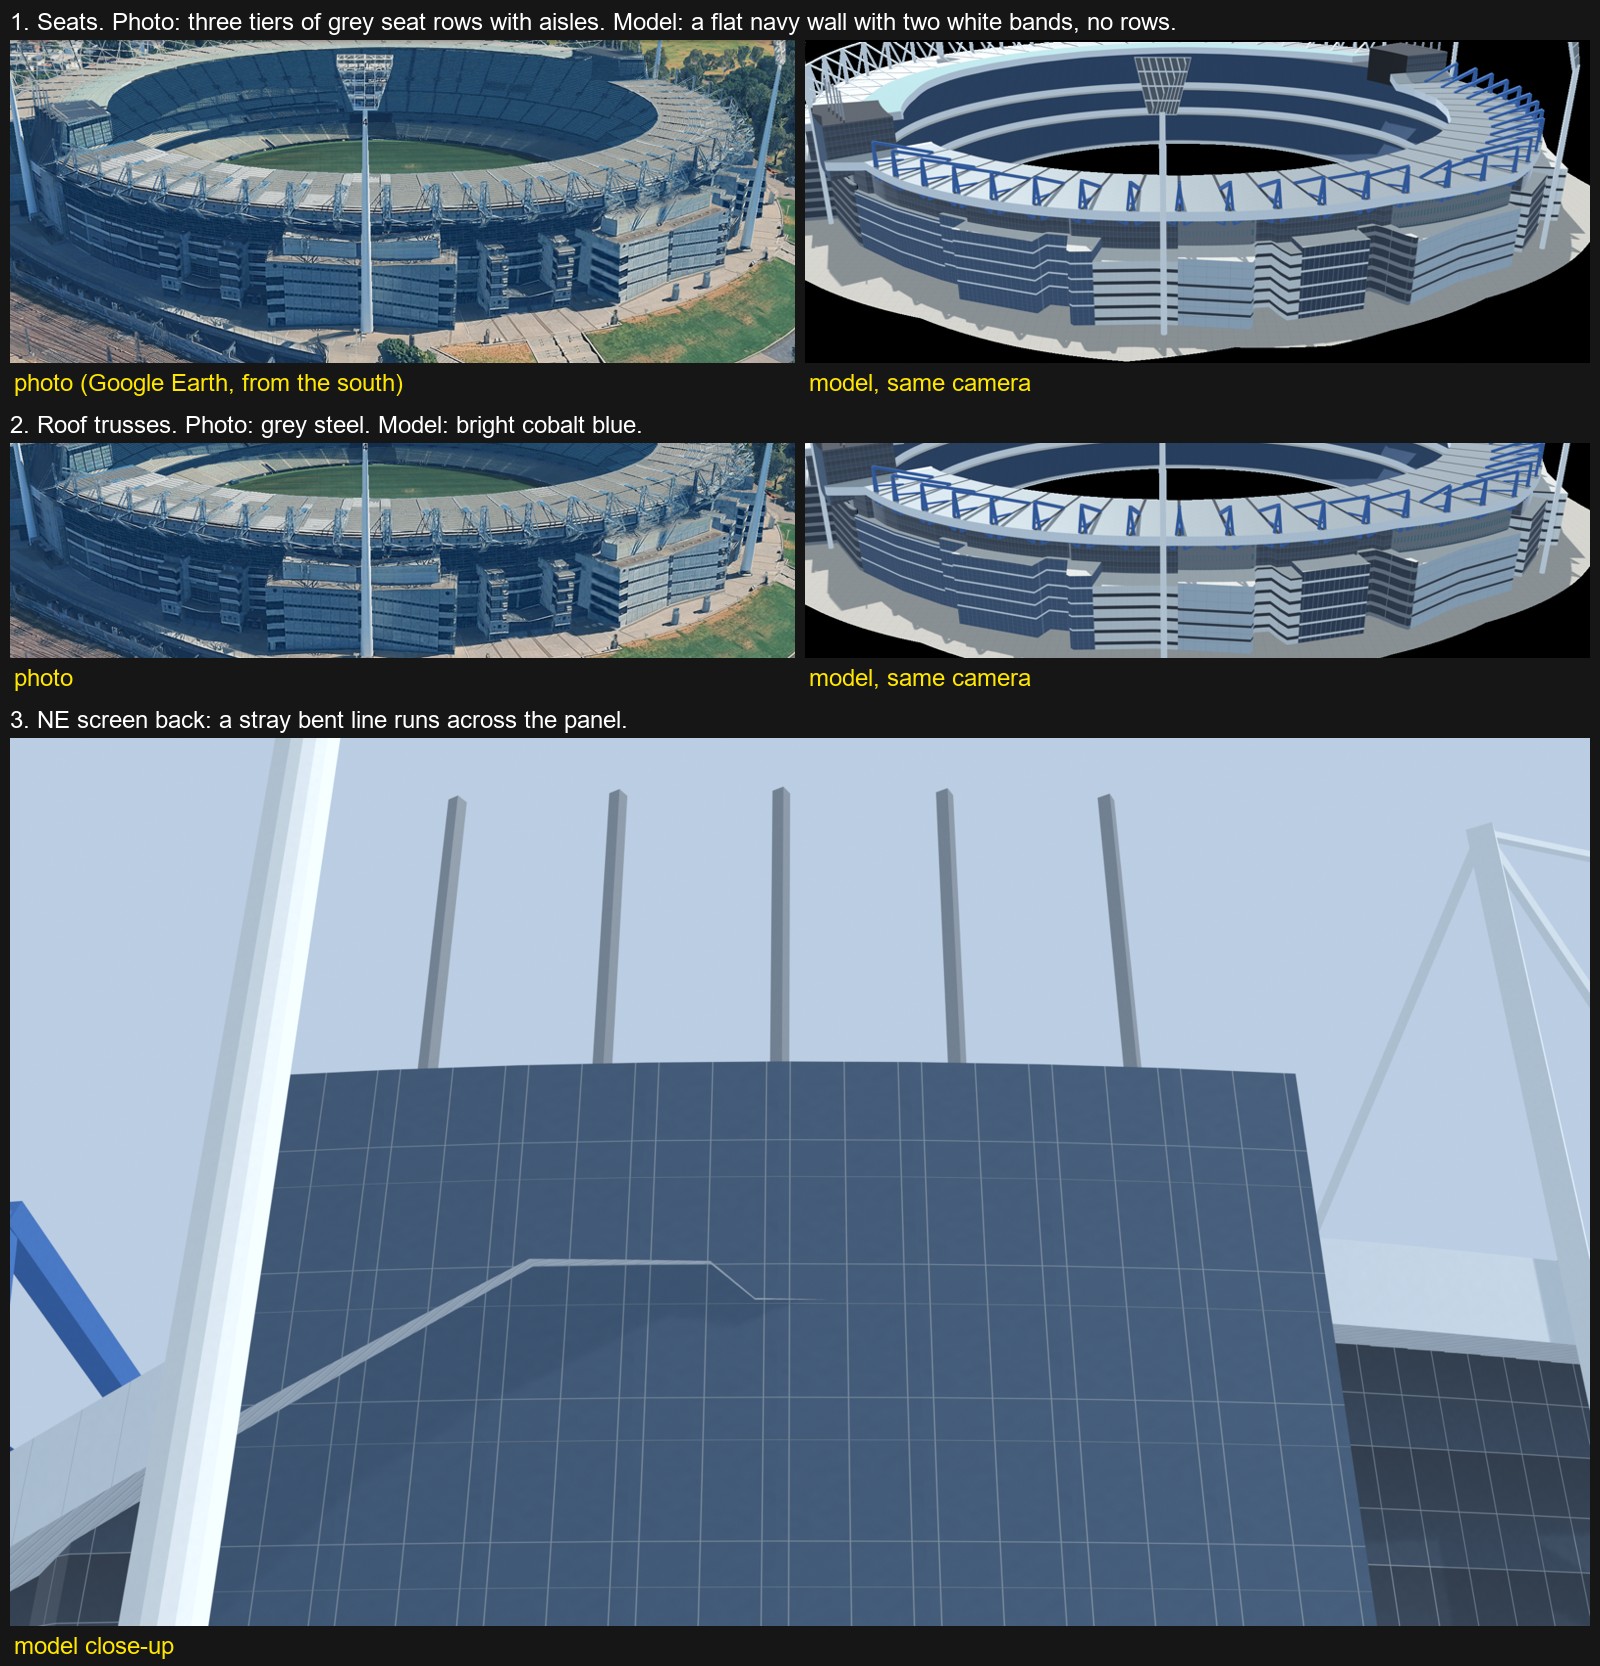 1. Seats. Photo: three tiers of grey seat rows with aisles. Model: a flat navy wall with two white bands, no rows.
photo (Google Earth, from the south)
model, same camera
2. Roof trusses. Photo: grey steel. Model: bright cobalt blue.
photo
model, same camera
3. NE screen back: a stray bent line runs across the panel.
model close-up